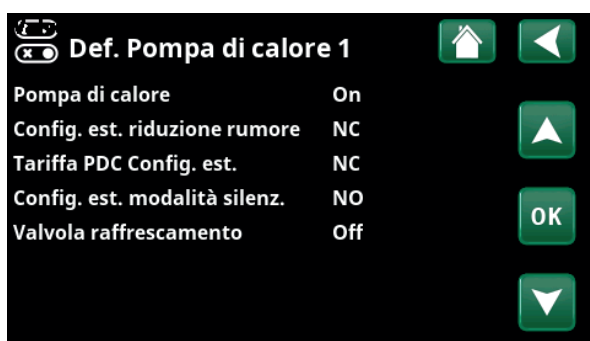 Def. Pompa di calore 1
Pompa di calore On
Config. est. riduzione rumore NC
Tariffa PDC Config. est. NC
Config. est. modalità silenz. NO
Valvola raffrescamento Off
OK